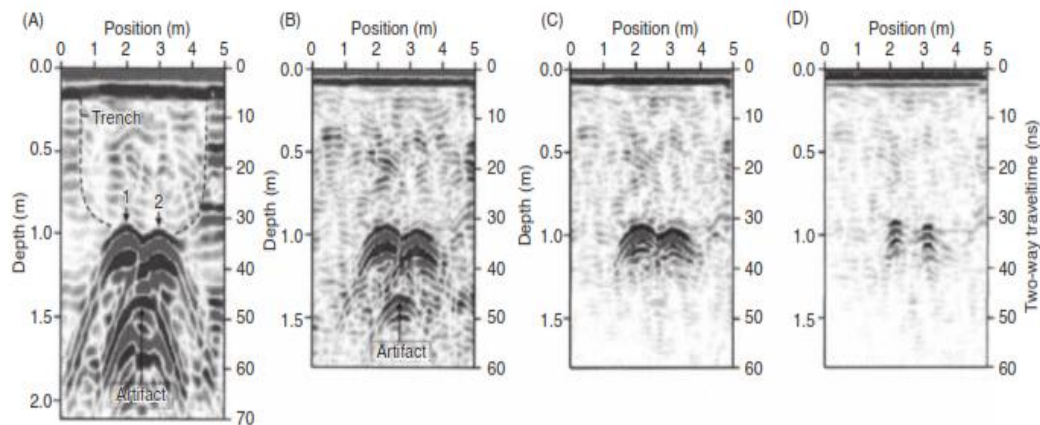 (A) Position (m) (B) Position (m) (C) Position (m) (D) Position (m)
0 1 2 3 4 5 0 1 2 3 4 5 0 1 2 3 4 5 0 1 2 3 4 5
0.0 0 0.0 0 0.0 0 0.0 0
Trench
10 10 10 10
0.5 20 0.5 20 0.5 20 0.5 20
1 2
1.0 30 1.0 30 1.0 30 1.0 30
Depth (m) Depth (m) Depth (m) Depth (m) Two-way traveltime (ns)
40 40 40 40
1.5 50 1.5 50 1.5 50 1.5 50
Artifact Artifact
60 60 60 60
2.0 70